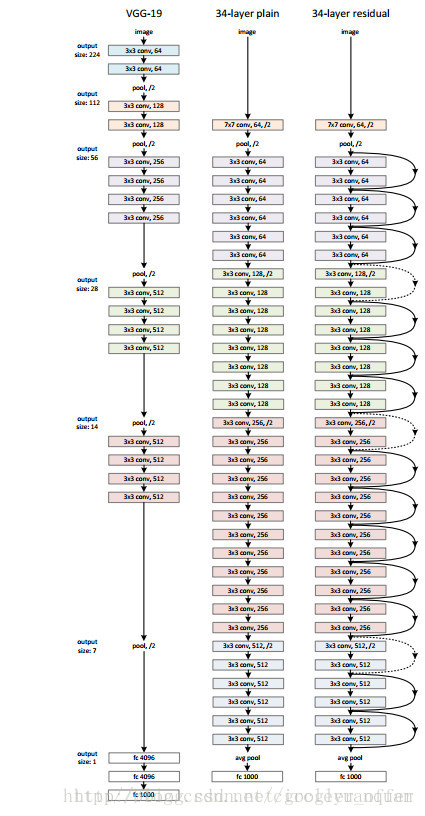 VGG-19
image
output
size: 224
3x3 conv, 64
3x3 conv, 64
output
size: 112
pool, /2
3x3 conv, 128
3x3 conv, 128
pool, /2
output
size: 56
3x3 conv, 256
3x3 conv, 256
3x3 conv, 256
3x3 conv, 256
output
size: 28
pool, /2
3x3 conv, 512
3x3 conv, 512
3x3 conv, 512
3x3 conv, 512
output
size: 14
pool, /2
3x3 conv, 512
3x3 conv, 512
3x3 conv, 512
3x3 conv, 512
output
size: 7
pool, /2
output
size: 1
fc 4096
fc 4096
fc 1000
34-layer plain
image
7x7 conv, 64, /2
pool, /2
3x3 conv, 64
3x3 conv, 64
3x3 conv, 64
3x3 conv, 64
3x3 conv, 64
3x3 conv, 64
3x3 conv, 128, /2
3x3 conv, 128
3x3 conv, 128
3x3 conv, 128
3x3 conv, 128
3x3 conv, 128
3x3 conv, 128
3x3 conv, 128
3x3 conv, 256, /2
3x3 conv, 256
3x3 conv, 256
3x3 conv, 256
3x3 conv, 256
3x3 conv, 256
3x3 conv, 256
3x3 conv, 256
3x3 conv, 256
3x3 conv, 256
3x3 conv, 256
3x3 conv, 256
3x3 conv, 512, /2
3x3 conv, 512
3x3 conv, 512
3x3 conv, 512
3x3 conv, 512
3x3 conv, 512
avg pool
fc 1000
34-layer residual
image
7x7 conv, 64, /2
pool, /2
3x3 conv, 64
3x3 conv, 64
3x3 conv, 64
3x3 conv, 64
3x3 conv, 64
3x3 conv, 64
3x3 conv, 128, /2
3x3 conv, 128
3x3 conv, 128
3x3 conv, 128
3x3 conv, 128
3x3 conv, 128
3x3 conv, 128
3x3 conv, 128
3x3 conv, 256, /2
3x3 conv, 256
3x3 conv, 256
3x3 conv, 256
3x3 conv, 256
3x3 conv, 256
3x3 conv, 256
3x3 conv, 256
3x3 conv, 256
3x3 conv, 256
3x3 conv, 256
3x3 conv, 256
3x3 conv, 512, /2
3x3 conv, 512
3x3 conv, 512
3x3 conv, 512
3x3 conv, 512
3x3 conv, 512
avg pool
fc 1000